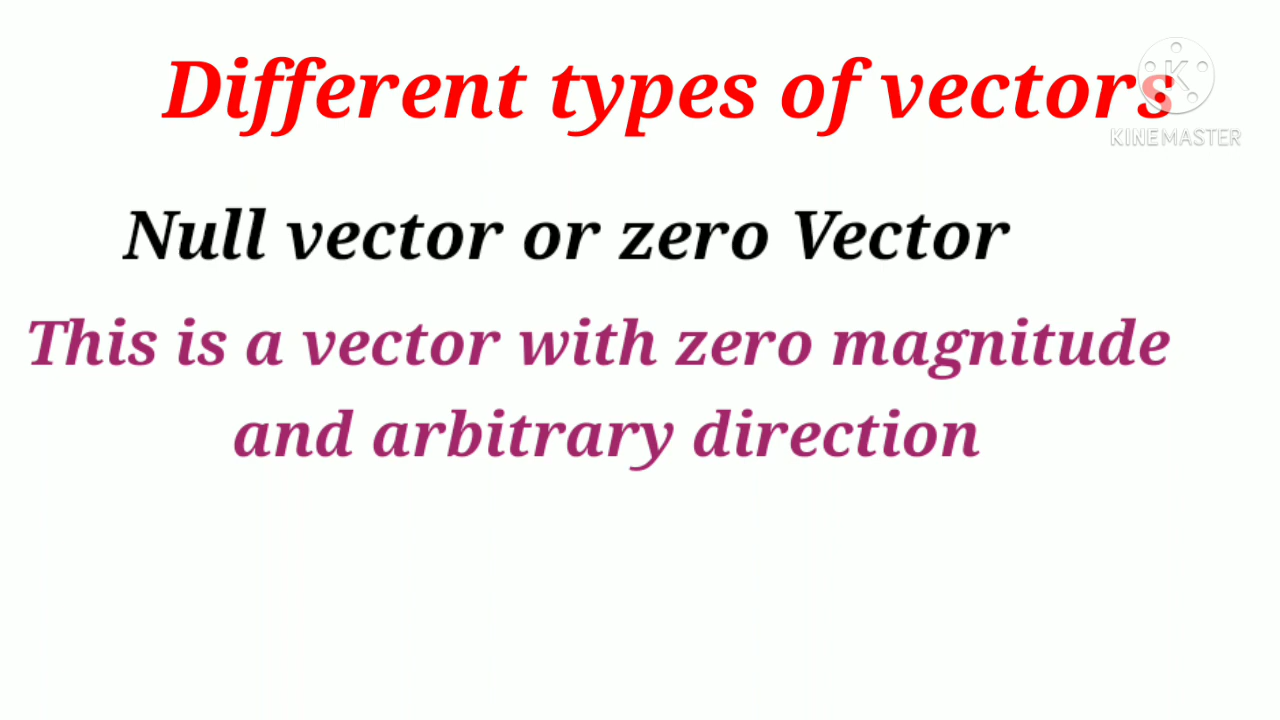 Different types of vectors
KINEMASTER
Null vector or zero Vector
This is a vector with zero magnitude
and arbitrary direction